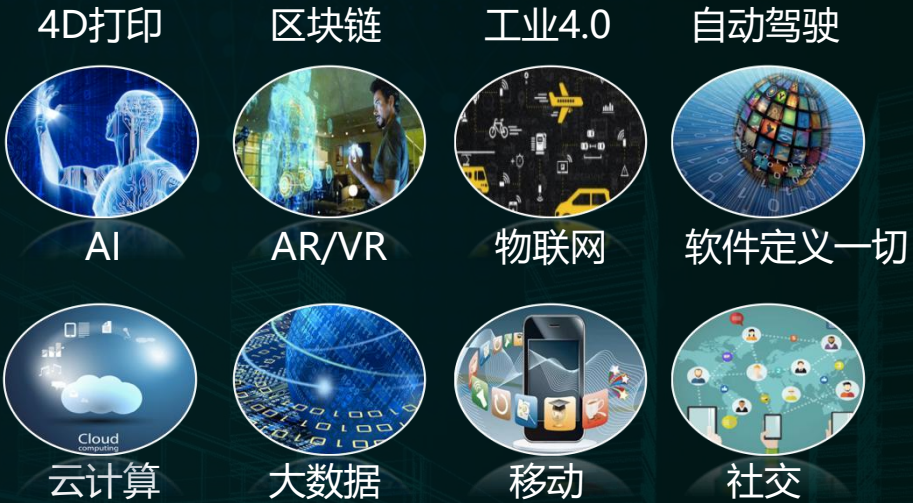 4D打印 区块链 工业4.0 自动驾驶
AI AR/VR 物联网 软件定义一切
Cloud
computing
云计算 大数据 移动 社交